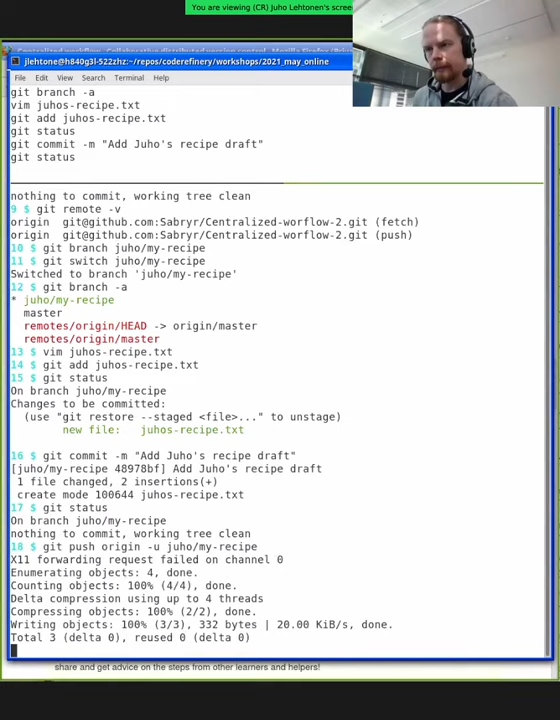 You are viewing (CR) Juho Lehtonen's scree
jlehtone@h840g3l-522zhz:~/repos/coderefinery/workshops/2021_may_online
File Edit View Search Terminal Help
git branch -a
vim juhos-recipe.txt
git add juhos-recipe.txt
git status
git commit -m "Add Juho's recipe draft"
git status
nothing to commit, working tree clean
9 $ git remote -v
origin  git@github.com:Sabryr/Centralized-worflow-2.git (fetch)
origin  git@github.com:Sabryr/Centralized-worflow-2.git (push)
10 $ git branch juho/my-recipe
11 $ git switch juho/my-recipe
Switched to branch 'juho/my-recipe'
12 $ git branch -a
* juho/my-recipe
  master
  remotes/origin/HEAD -> origin/master
  remotes/origin/master
13 $ vim juhos-recipe.txt
14 $ git add juhos-recipe.txt
15 $ git status
On branch juho/my-recipe
Changes to be committed:
  (use "git restore --staged <file>..." to unstage)
        new file:   juhos-recipe.txt
16 $ git commit -m "Add Juho's recipe draft"
[juho/my-recipe 48978bf] Add Juho's recipe draft
 1 file changed, 2 insertions(+)
 create mode 100644 juhos-recipe.txt
17 $ git status
On branch juho/my-recipe
nothing to commit, working tree clean
18 $ git push origin -u juho/my-recipe
X11 forwarding request failed on channel 0
Enumerating objects: 4, done.
Counting objects: 100% (4/4), done.
Delta compression using up to 4 threads
Compressing objects: 100% (2/2), done.
Writing objects: 100% (3/3), 332 bytes | 20.00 KiB/s, done.
Total 3 (delta 0), reused 0 (delta 0)
share and get advice on the steps from other learners and helpers!